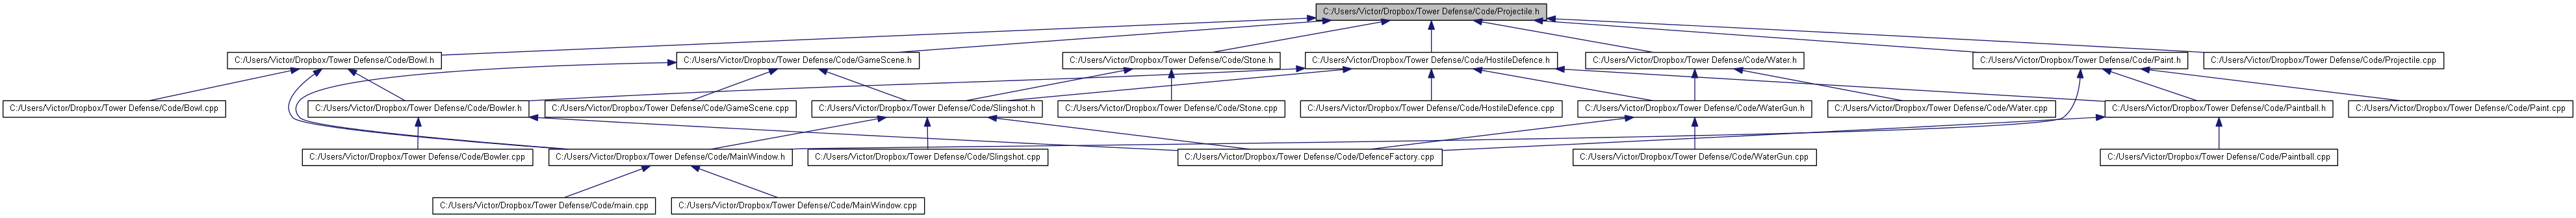 C:/Users/Victor/Dropbox/Tower Defense/Code/Projectile.h
C:/Users/Victor/Dropbox/Tower Defense/Code/Bowl.h
C:/Users/Victor/Dropbox/Tower Defense/Code/GameScene.h
C:/Users/Victor/Dropbox/Tower Defense/Code/Stone.h
C:/Users/Victor/Dropbox/Tower Defense/Code/HostileDefence.h
C:/Users/Victor/Dropbox/Tower Defense/Code/Water.h
C:/Users/Victor/Dropbox/Tower Defense/Code/Paint.h
C:/Users/Victor/Dropbox/Tower Defense/Code/Projectile.cpp
C:/Users/Victor/Dropbox/Tower Defense/Code/Bowl.cpp
C:/Users/Victor/Dropbox/Tower Defense/Code/Bowler.h
C:/Users/Victor/Dropbox/Tower Defense/Code/GameScene.cpp
C:/Users/Victor/Dropbox/Tower Defense/Code/Slingshot.h
C:/Users/Victor/Dropbox/Tower Defense/Code/Stone.cpp
C:/Users/Victor/Dropbox/Tower Defense/Code/HostileDefence.cpp
C:/Users/Victor/Dropbox/Tower Defense/Code/WaterGun.h
C:/Users/Victor/Dropbox/Tower Defense/Code/Water.cpp
C:/Users/Victor/Dropbox/Tower Defense/Code/Paintball.h
C:/Users/Victor/Dropbox/Tower Defense/Code/Paint.cpp
C:/Users/Victor/Dropbox/Tower Defense/Code/Bowler.cpp
C:/Users/Victor/Dropbox/Tower Defense/Code/MainWindow.h
C:/Users/Victor/Dropbox/Tower Defense/Code/Slingshot.cpp
C:/Users/Victor/Dropbox/Tower Defense/Code/DefenceFactory.cpp
C:/Users/Victor/Dropbox/Tower Defense/Code/WaterGun.cpp
C:/Users/Victor/Dropbox/Tower Defense/Code/Paintball.cpp
C:/Users/Victor/Dropbox/Tower Defense/Code/main.cpp
C:/Users/Victor/Dropbox/Tower Defense/Code/MainWindow.cpp